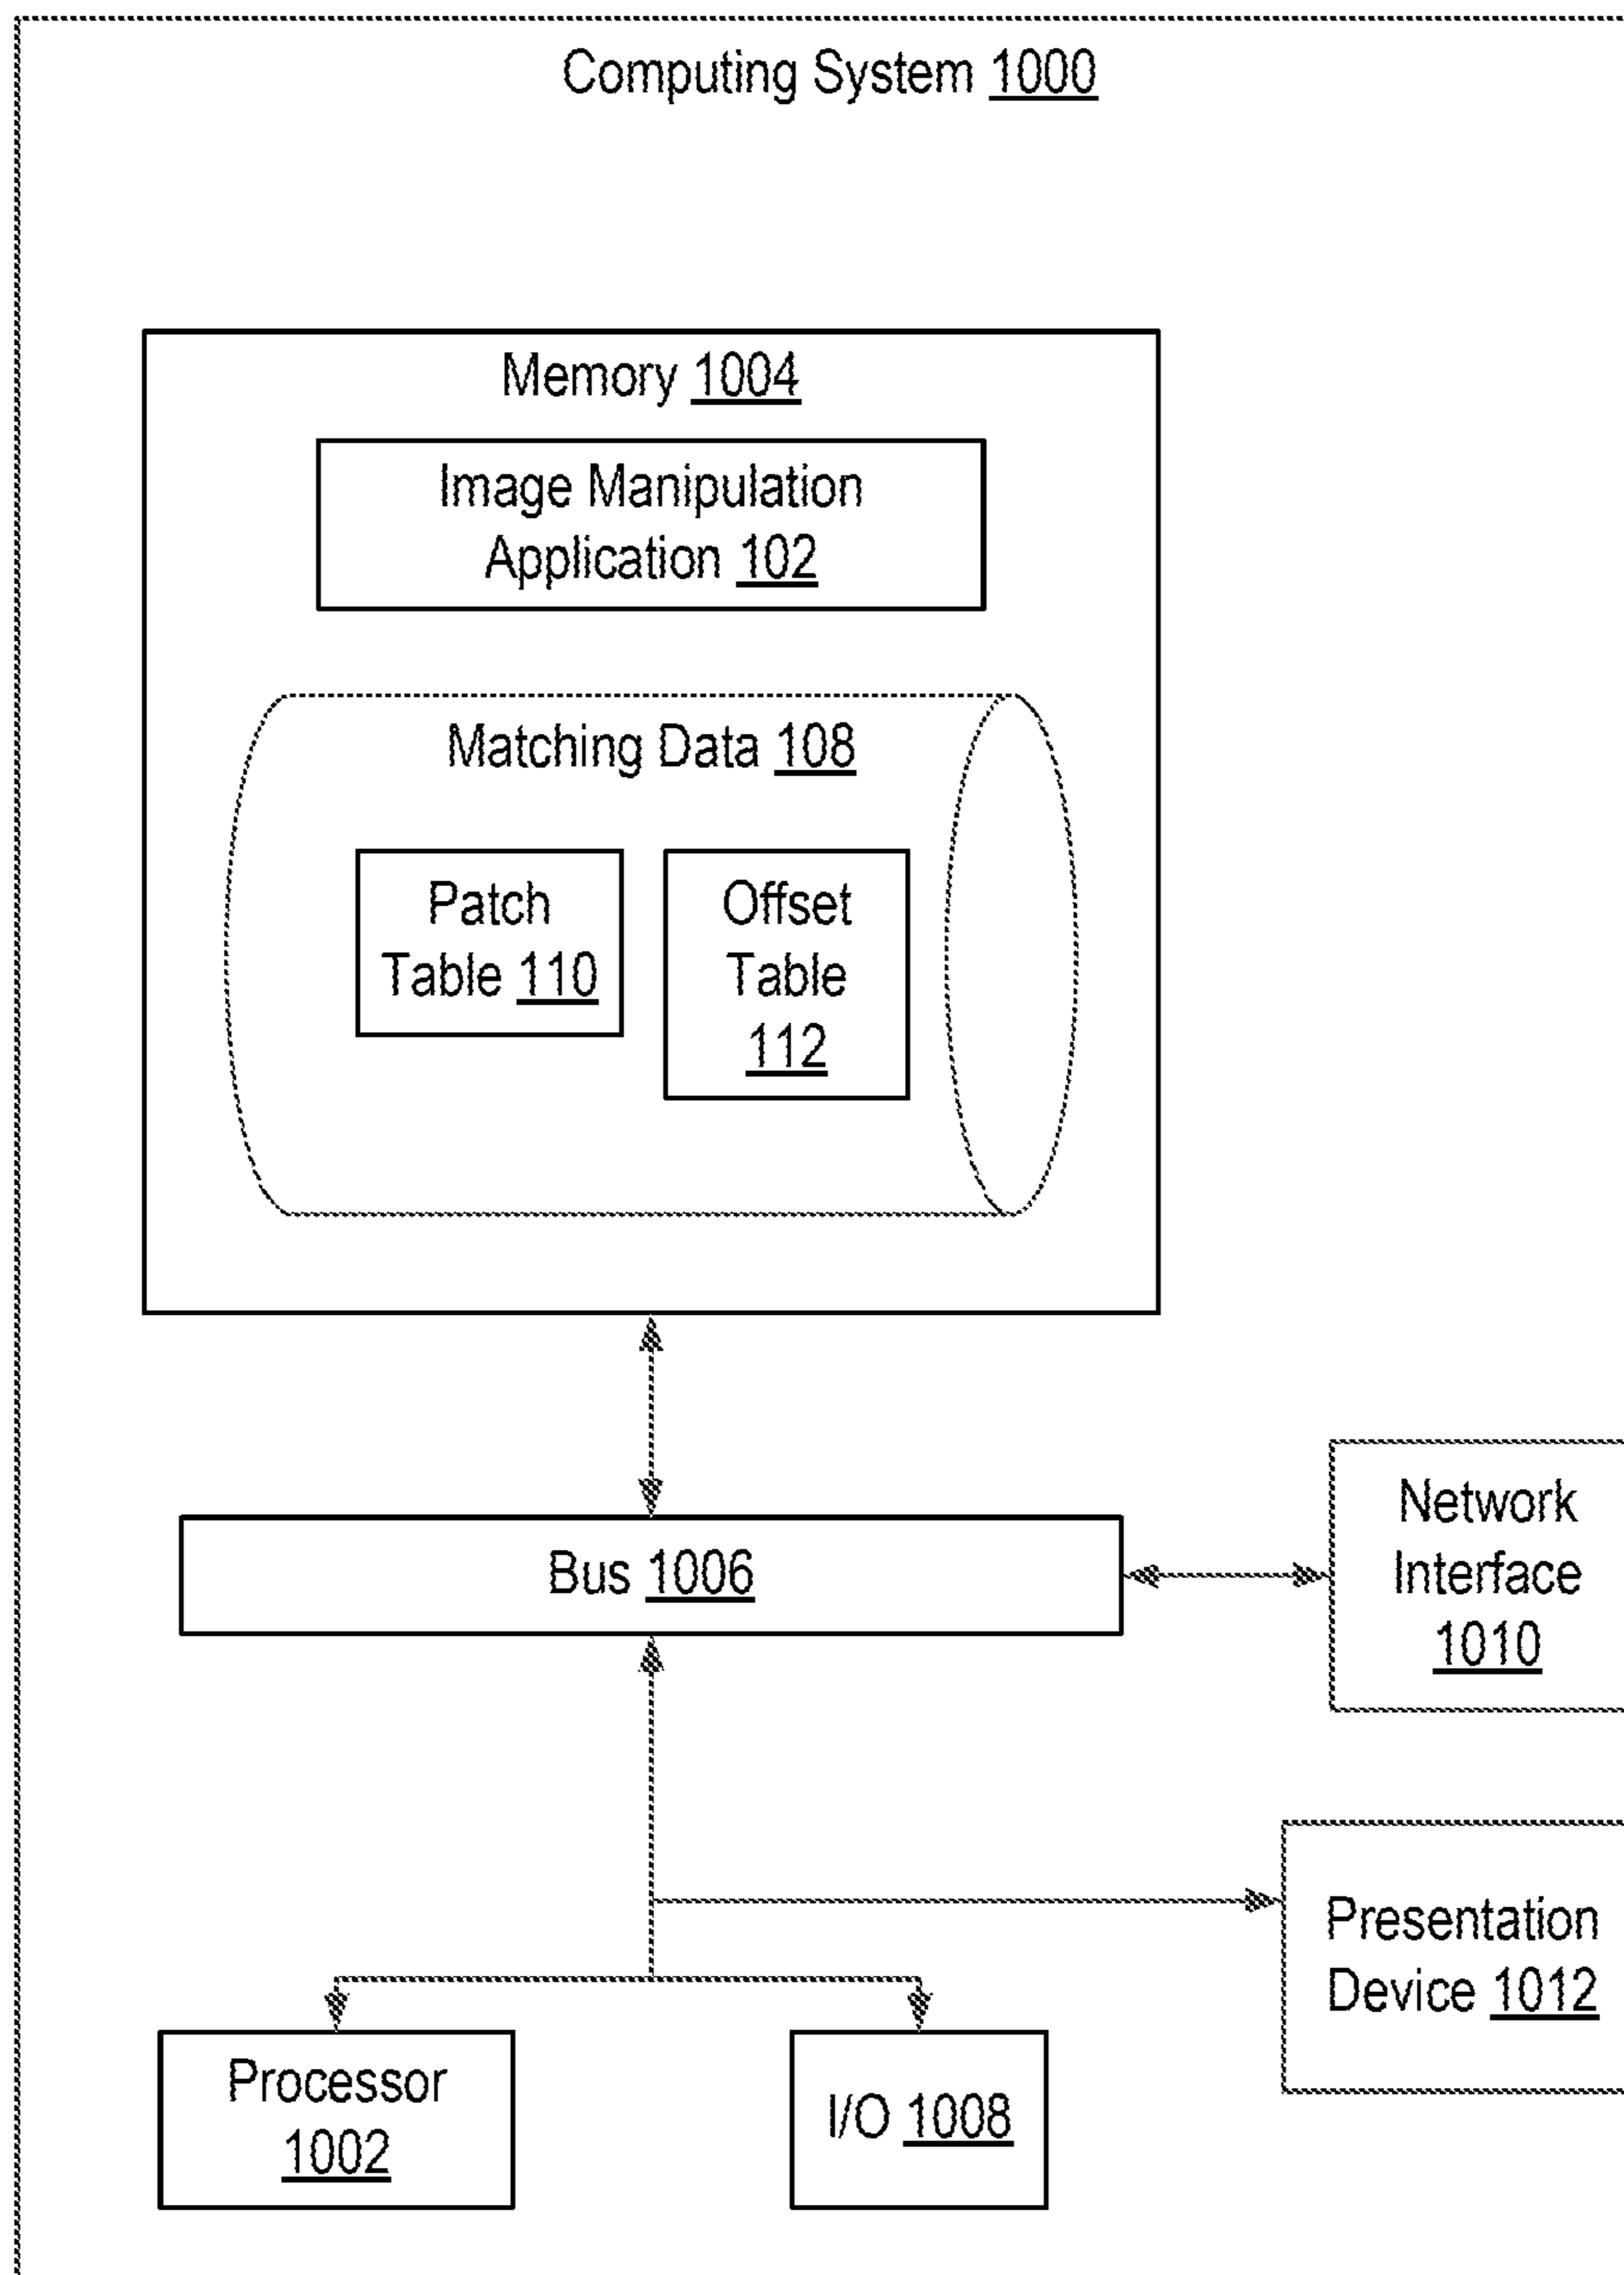 Computing System 1000
Memory 1004
Image Manipulation
Application 102
Matching Data 108
Patch
Table 110
Offset
Table
112
Bus 1006
Network
Interface
1010
Presentation
Device 1012
Processor
1002
I/O 1008